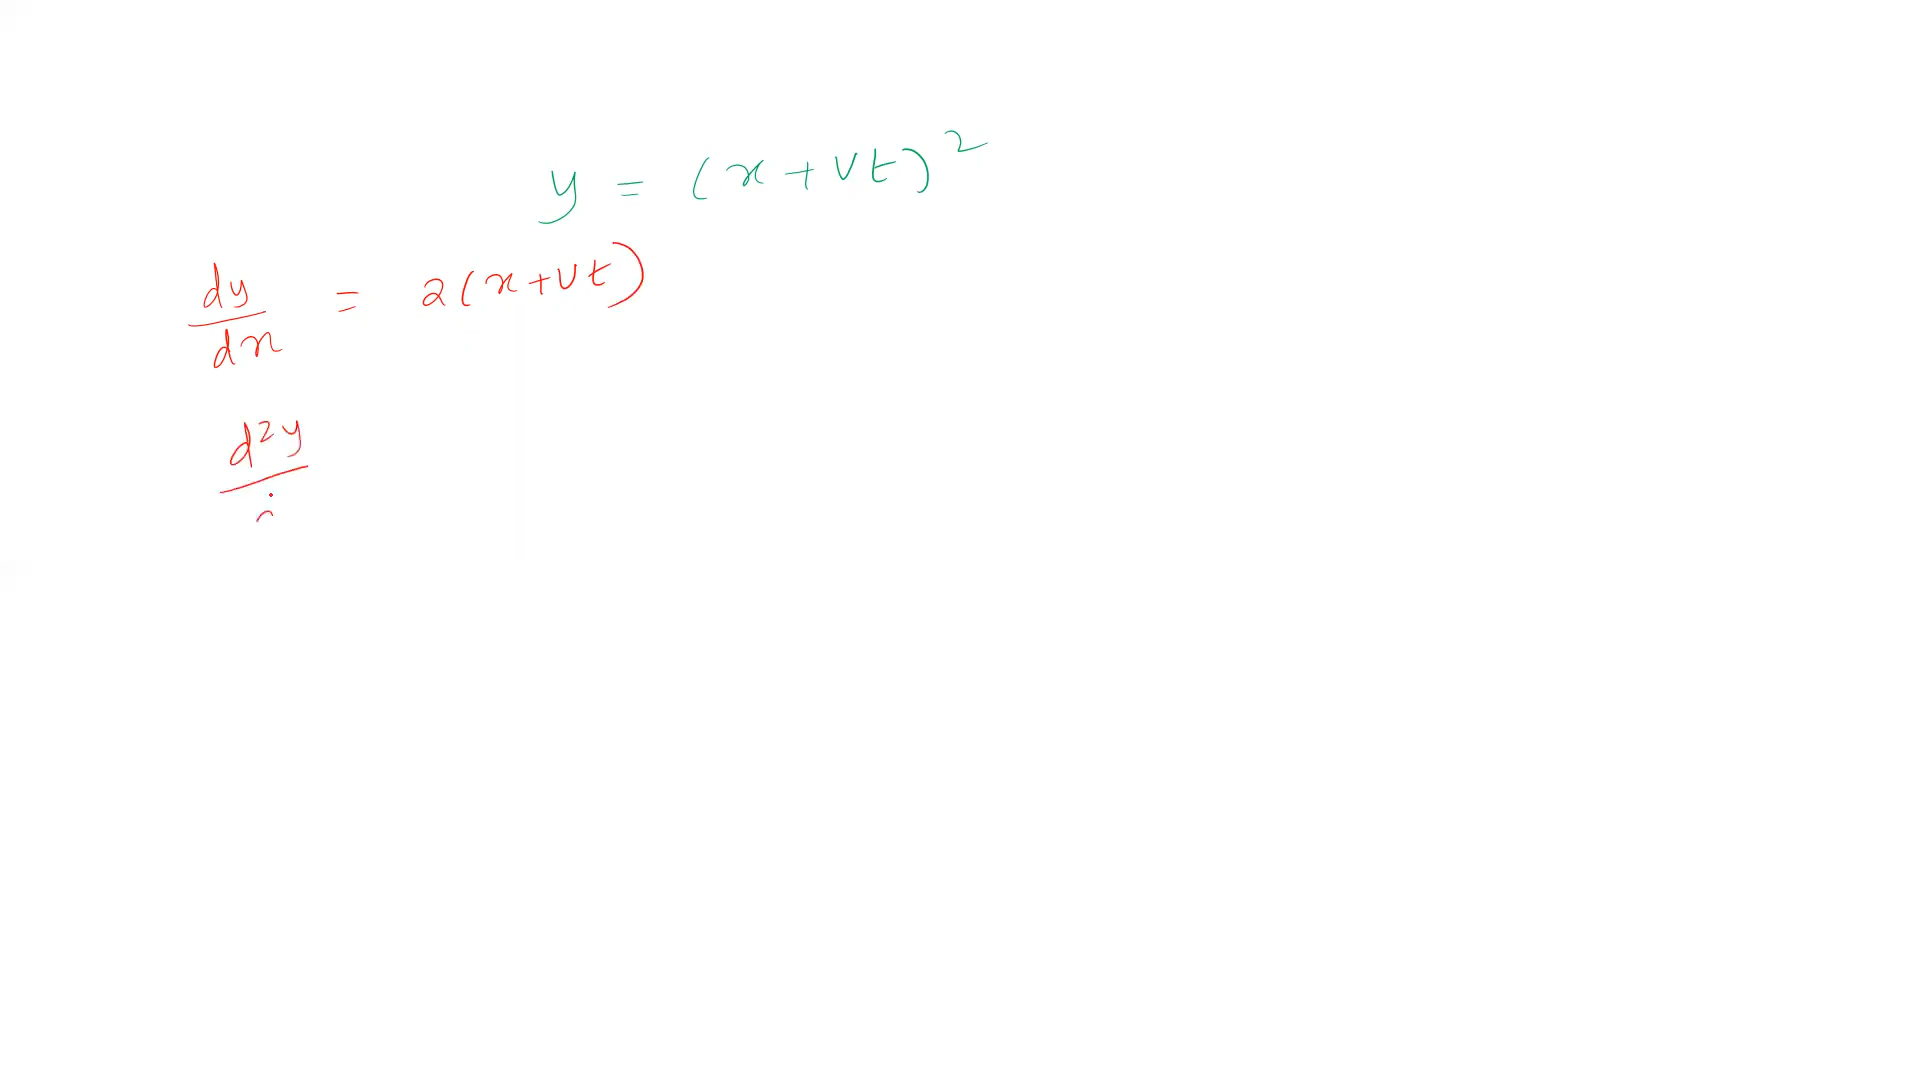 y = (x + vt)²
dy/dx = 2(x + vt)
d²y